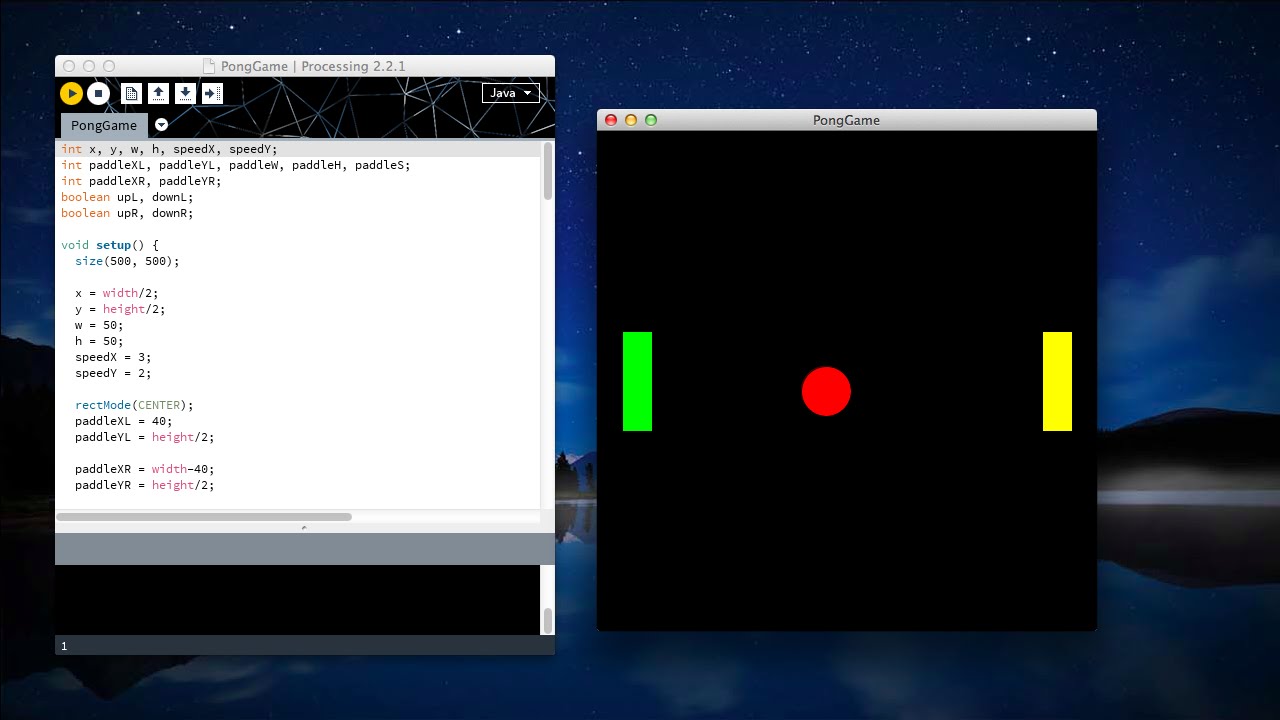 PongGame | Processing 2.2.1
Java
PongGame
int x, y, w, h, speedX, speedY;
int paddleXL, paddleYL, paddleW, paddleH, paddleS;
int paddleXR, paddleYR;
boolean upL, downL;
boolean upR, downR;
void setup() {
size(500, 500);
x = width/2;
y = height/2;
w = 50;
h = 50;
speedX = 3;
speedY = 2;
rectMode(CENTER);
paddleXL = 40;
paddleYL = height/2;
paddleXR = width-40;
paddleYR = height/2;
1
PongGame